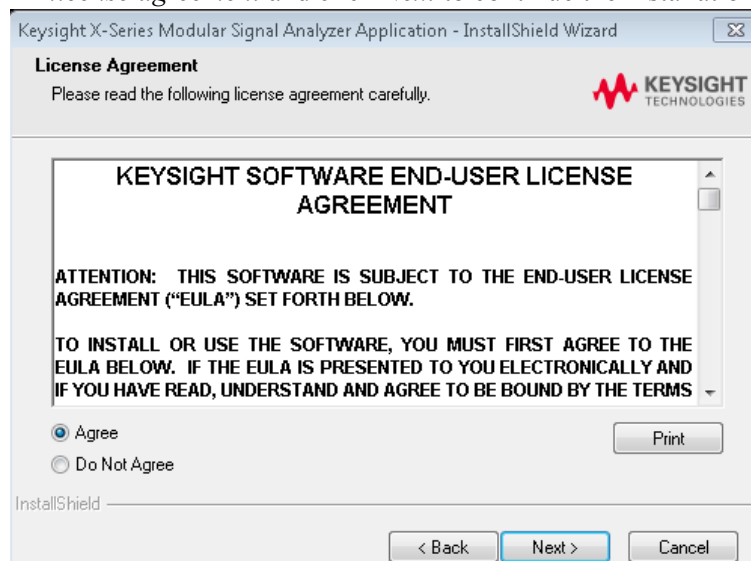 Keysight X-Series Modular Signal Analyzer Application - InstallShield Wizard
License Agreement
Please read the following license agreement carefully.
KEYSIGHT
TECHNOLOGIES
KEYSIGHT SOFTWARE END-USER LICENSE
AGREEMENT
ATTENTION: THIS SOFTWARE IS SUBJECT TO THE END-USER LICENSE
AGREEMENT (“EULA”) SET FORTH BELOW.
TO INSTALL OR USE THE SOFTWARE, YOU MUST FIRST AGREE TO THE
EULA BELOW. IF THE EULA IS PRESENTED TO YOU ELECTRONICALLY AND
IF YOU HAVE READ, UNDERSTAND AND AGREE TO BE BOUND BY THE TERMS
Agree
Print
Do Not Agree
InstallShield
< Back
Next >
Cancel